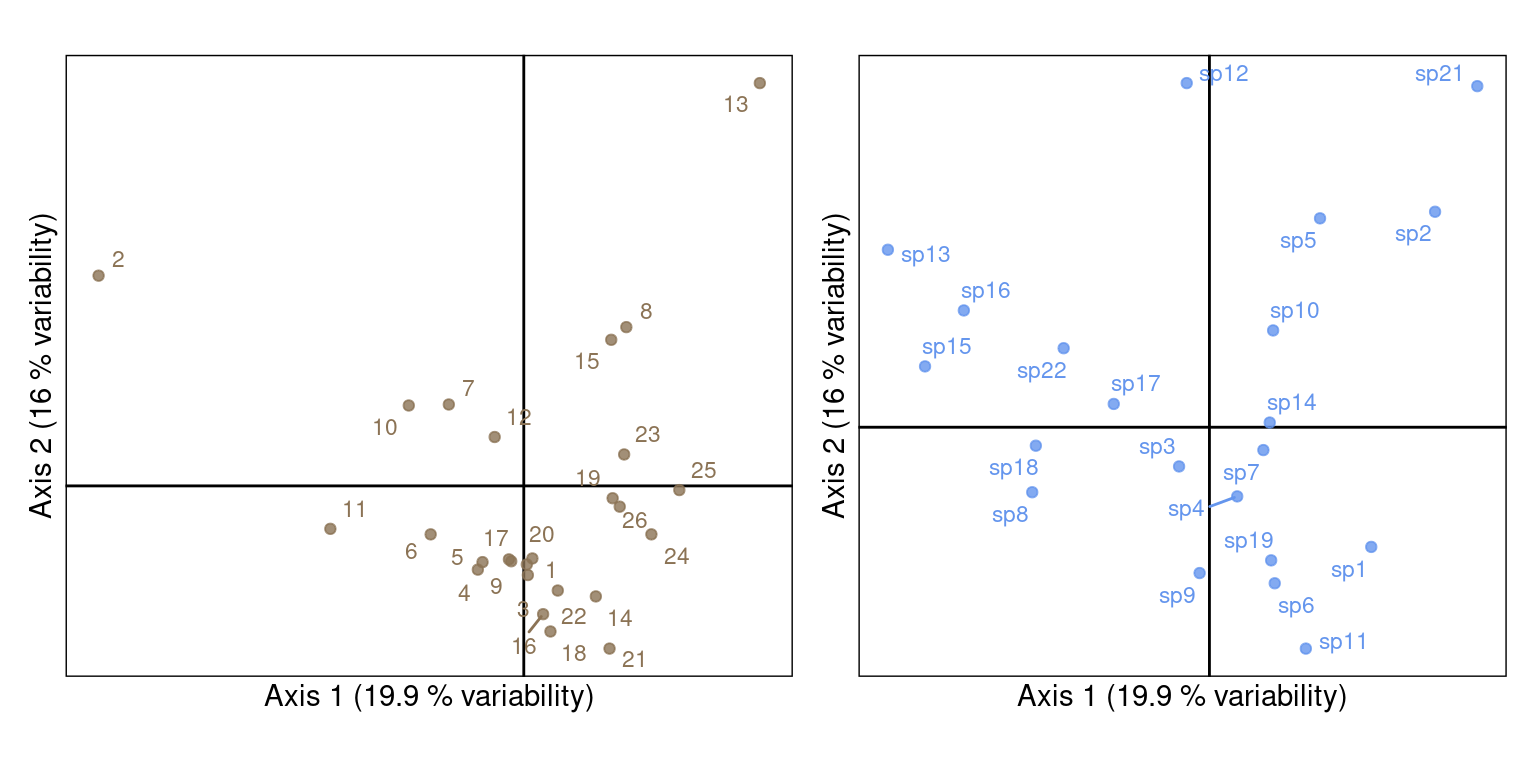 13
2
8
15
7
10
12
23
19
25
11
26
6
24
17
20
5
9
1
4
3
22
14
16
18
21
Axis 1 (19.9 % variability)
Axis 2 (16 % variability)
sp12
sp21
sp5
sp2
sp13
sp16
sp10
sp15
sp22
sp17
sp14
sp3
sp18
sp7
sp8
sp4
sp19
sp1
sp9
sp6
sp11
Axis 1 (19.9 % variability)
Axis 2 (16 % variability)